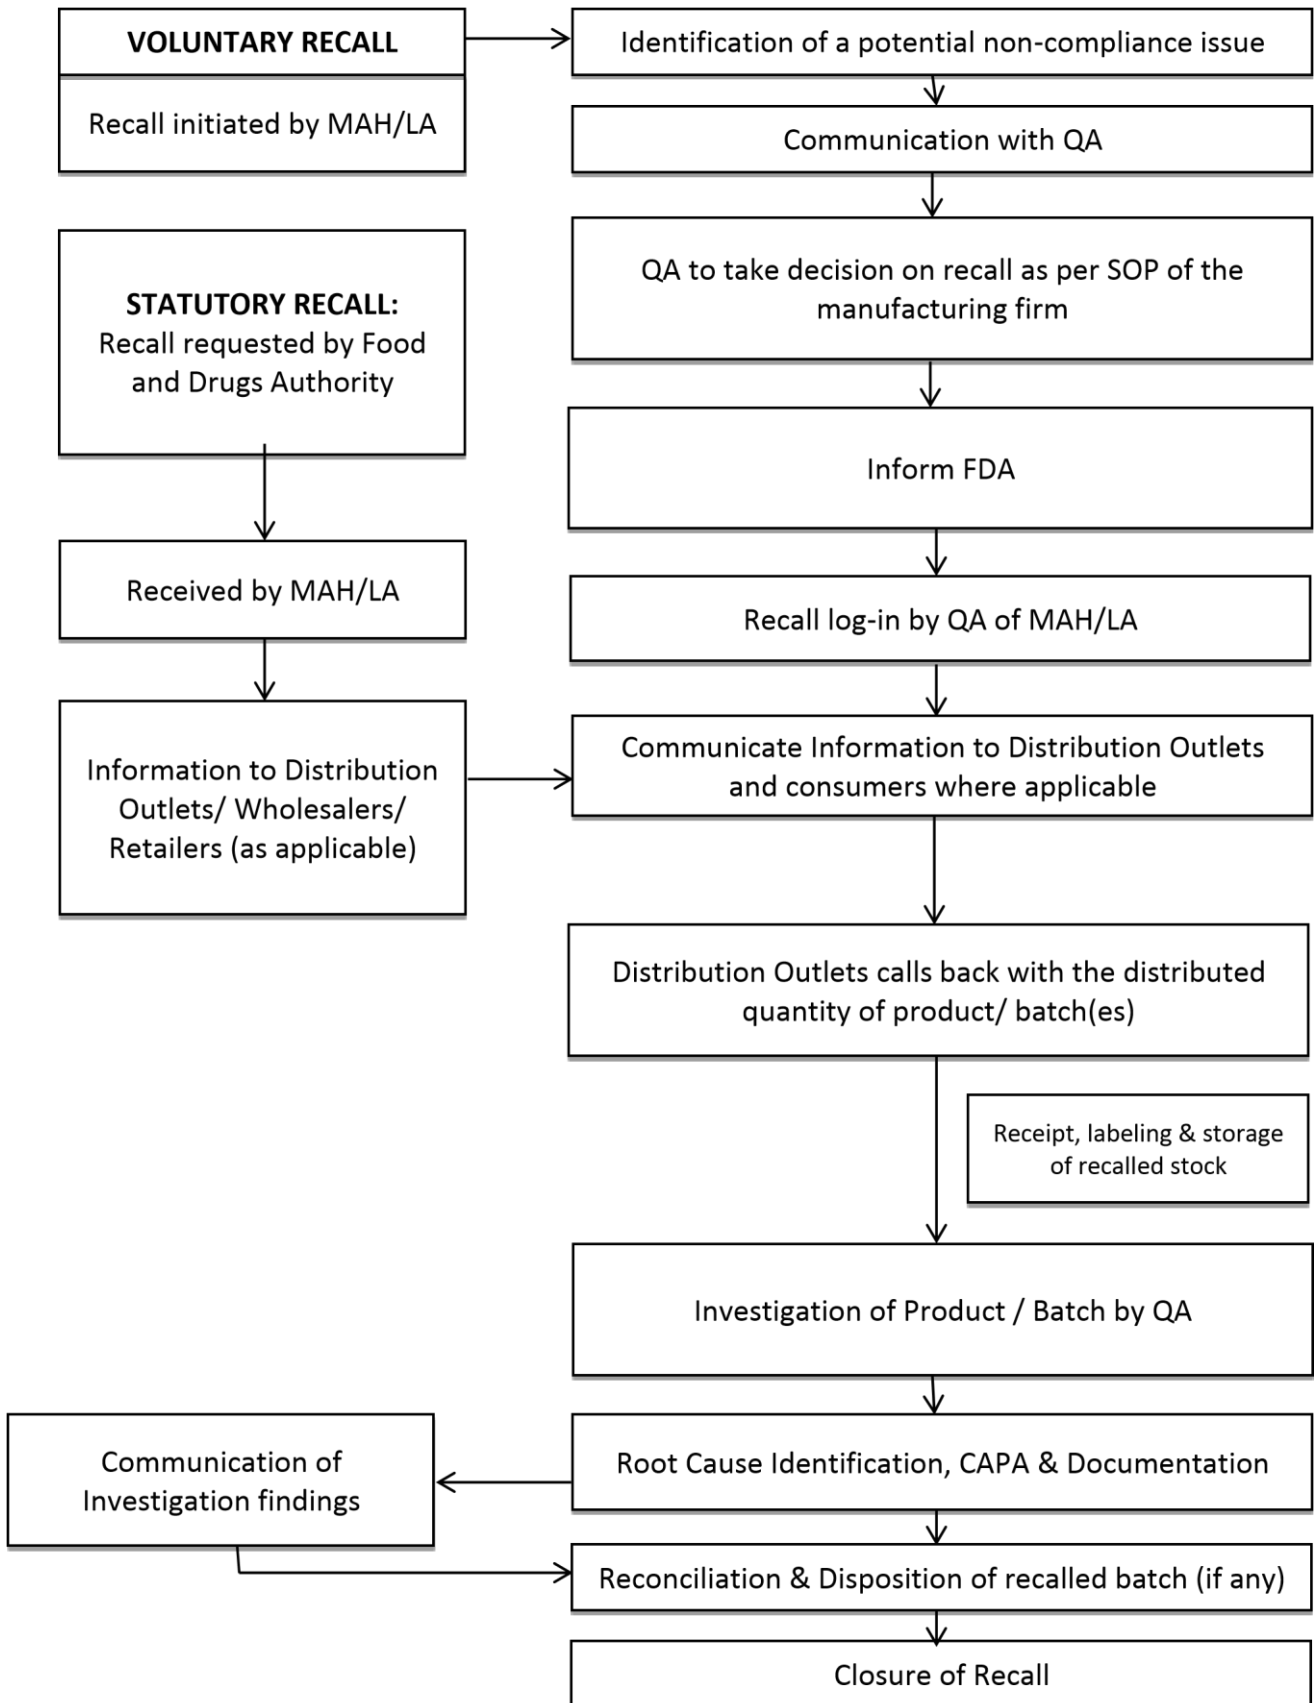 VOLUNTARY RECALL
Recall initiated by MAH/LA
Identification of a potential non-compliance issue
Communication with QA
QA to take decision on recall as per SOP of the
manufacturing firm
STATUTORY RECALL:
Recall requested by Food
and Drugs Authority
Inform FDA
Received by MAH/LA
Recall log-in by QA of MAH/LA
Information to Distribution
Outlets/ Wholesalers/
Retailers (as applicable)
Communicate Information to Distribution Outlets
and consumers where applicable
Distribution Outlets calls back with the distributed
quantity of product/ batch(es)
Receipt, labeling & storage
of recalled stock
Investigation of Product / Batch by QA
Root Cause Identification, CAPA & Documentation
Communication of
Investigation findings
Reconciliation & Disposition of recalled batch (if any)
Closure of Recall